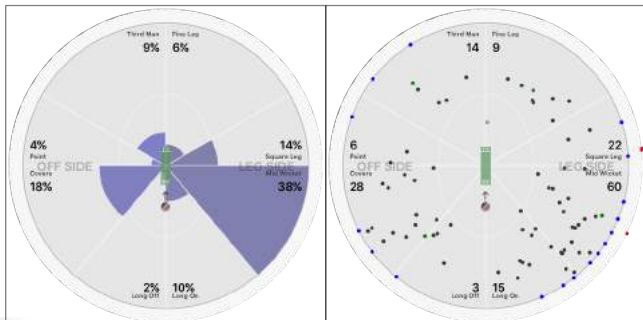 Third Man Fine Leg
9% 6%
4%
Point
OFF SIDE
Covers
18%
14%
Square Leg
LEG SIDE
Mid Wicket
38%
2% 10%
Long Off Long On
Third Man Fine Leg
14 9
6
Point
OFF SIDE
Covers
28
22
Square Leg
LEG SIDE
Mid Wicket
60
3 15
Long Off Long On